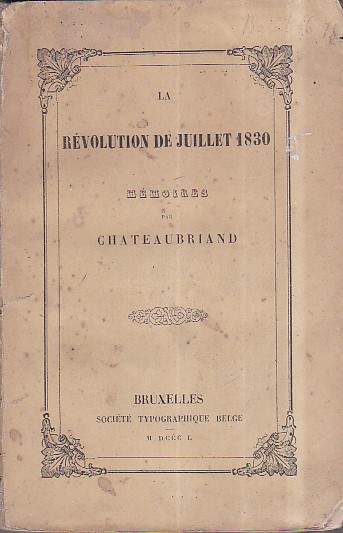 LA
RÉVOLUTION DE JUILLET 1830
MÉMOIRES
PAR
CHATEAUBRIAND
BRUXELLES
SOCIÉTÉ TYPOGRAPHIQUE BELGE
M DCCC L